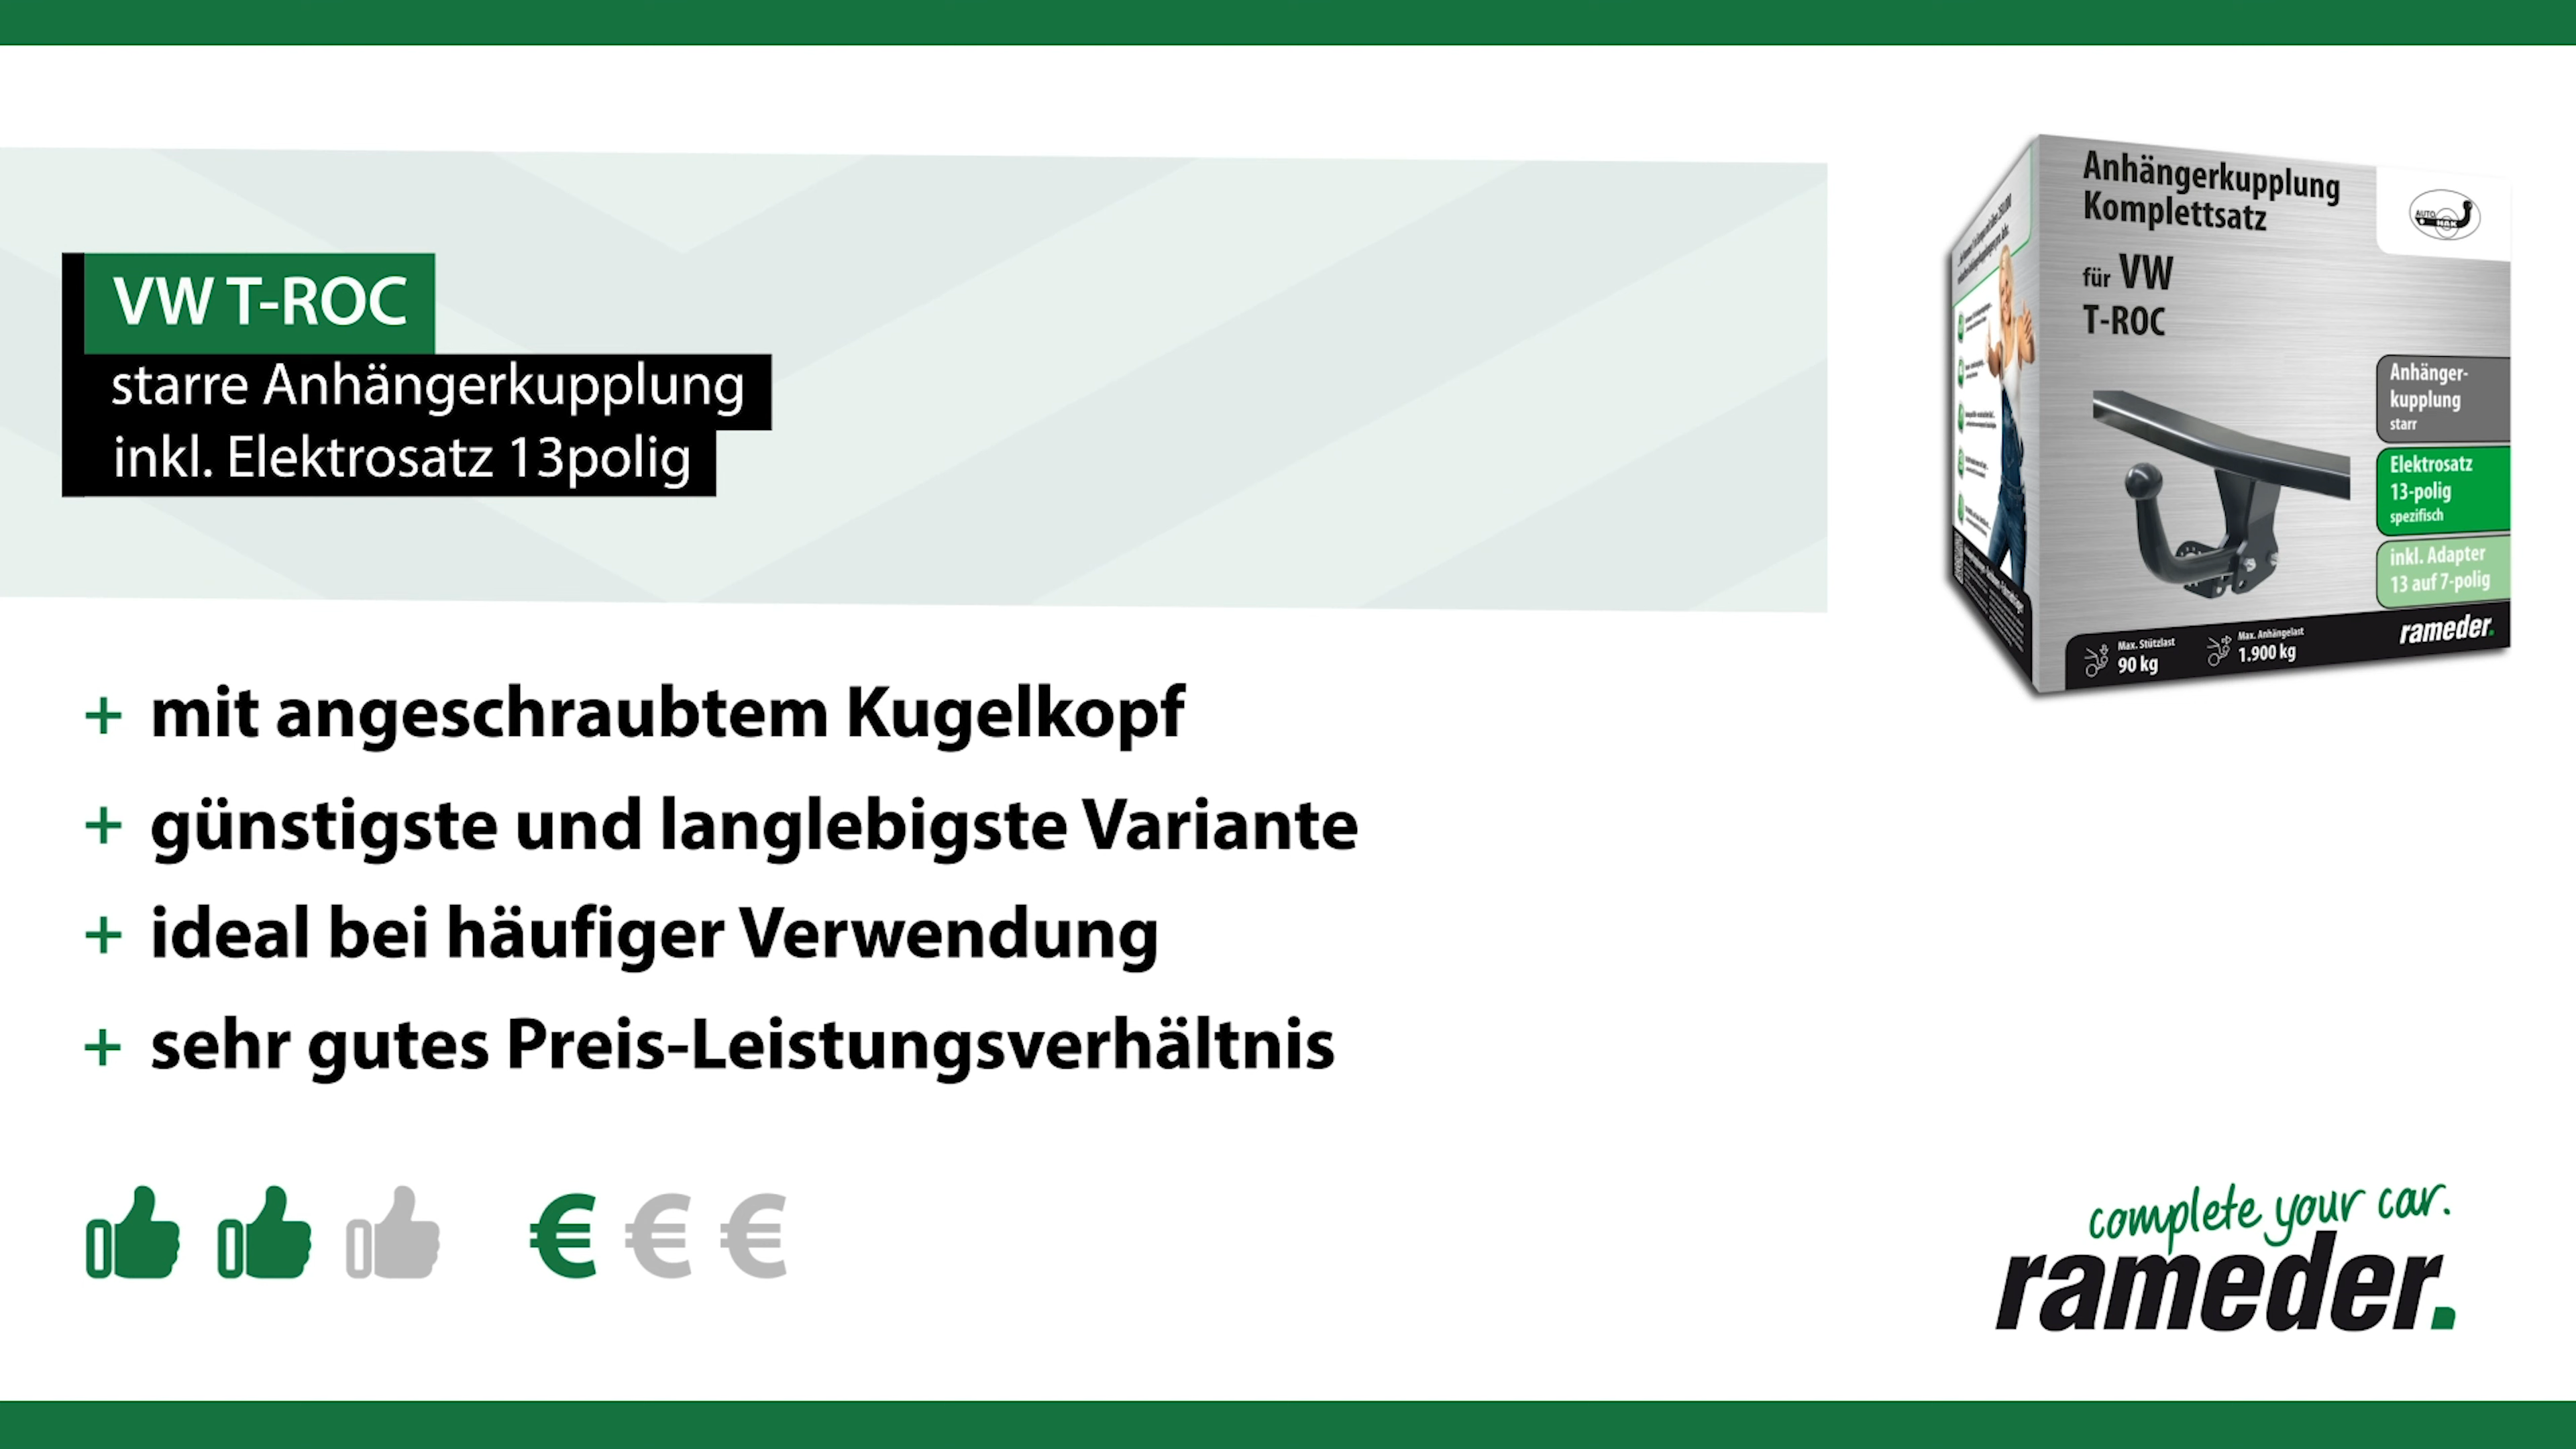 VW T-ROC
starre Anhängerkupplung
inkl. Elektrosatz 13polig
+ mit angeschraubtem Kugelkopf
+ günstigste und langlebigste Variante
+ ideal bei häufiger Verwendung
+ sehr gutes Preis-Leistungsverhältnis
€ € €
Anhängerkupplung
Komplettsatz
für VW
T-ROC
AUTO
HAK
Anhänger-
kupplung
starr
Elektrosatz
13-polig
spezifisch
inkl. Adapter
13 auf 7-polig
Max. Stützlast
90 kg
Max. Anhängelast
1.900 kg
rameder.
complete your car.
rameder.